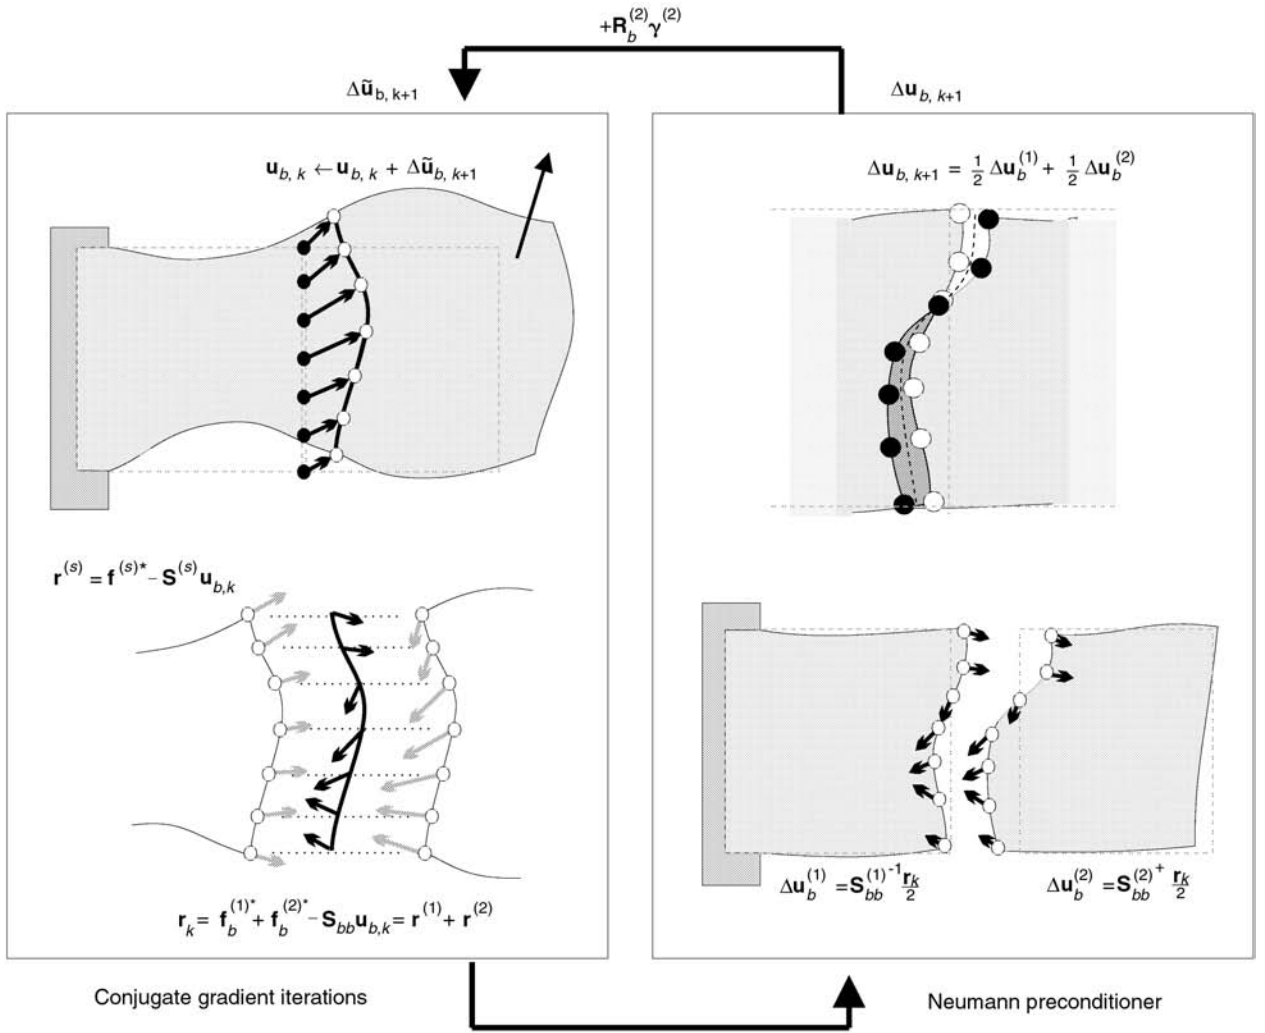 +R_b^(2) γ^(2)
Δũ_b, k+1
Δu_b, k+1
u_b, k ← u_b, k + Δũ_b, k+1
Δu_b, k+1 = 1/2 Δu_b^(1) + 1/2 Δu_b^(2)
r^(s) = f^(s)* - S^(s) u_b,k
Δu_b^(1) = S_bb^(1)^-1 r_k/2
Δu_b^(2) = S_bb^(2)^+ r_k/2
r_k = f_b^(1)* + f_b^(2)* - S_bb u_b,k = r^(1) + r^(2)
Conjugate gradient iterations
Neumann preconditioner